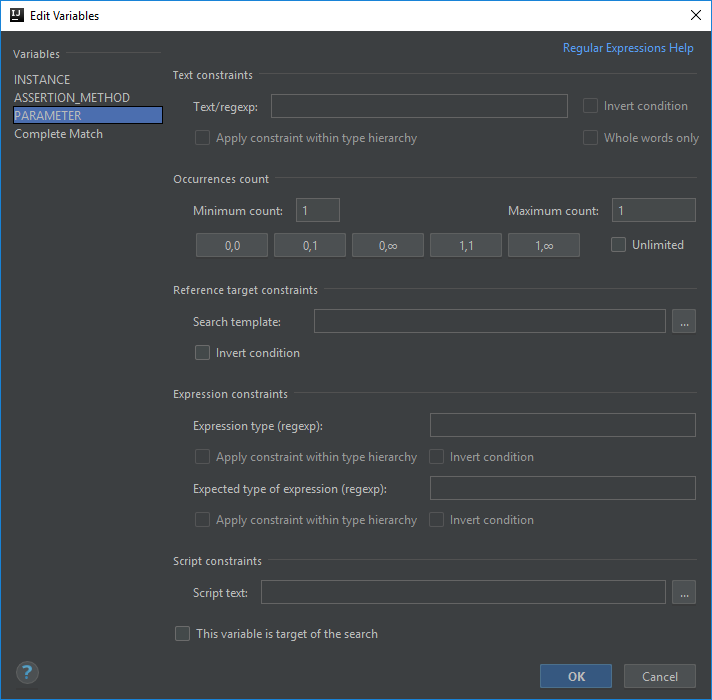 IJ Edit Variables
Variables
Regular Expressions Help
INSTANCE
ASSERTION_METHOD
PARAMETER
Complete Match
Text constraints
Text/regexp: Invert condition
Apply constraint within type hierarchy Whole words only
Occurrences count
Minimum count: 1 Maximum count: 1
0,0 0,1 0,∞ 1,1 1,∞ Unlimited
Reference target constraints
Search template: ...
Invert condition
Expression constraints
Expression type (regexp):
Apply constraint within type hierarchy Invert condition
Expected type of expression (regexp):
Apply constraint within type hierarchy Invert condition
Script constraints
Script text: ...
This variable is target of the search
? OK Cancel